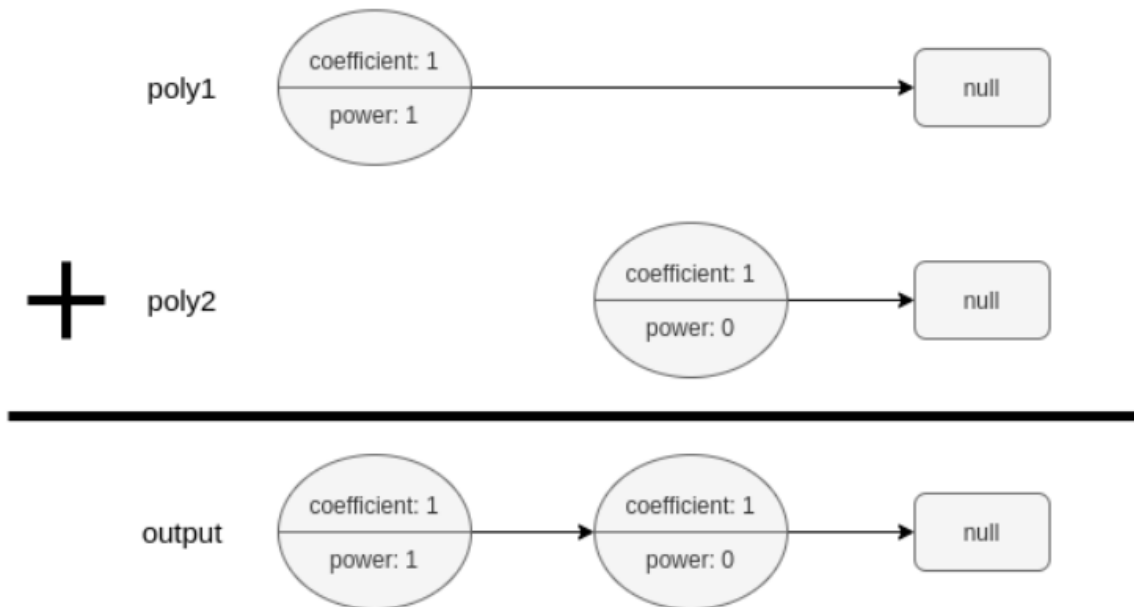 coefficient: 1
poly1
null
power: 1
coefficient: 1
poly2
null
power: 0
coefficient: 1
coefficient: 1
output
null
power: 1
power: 0